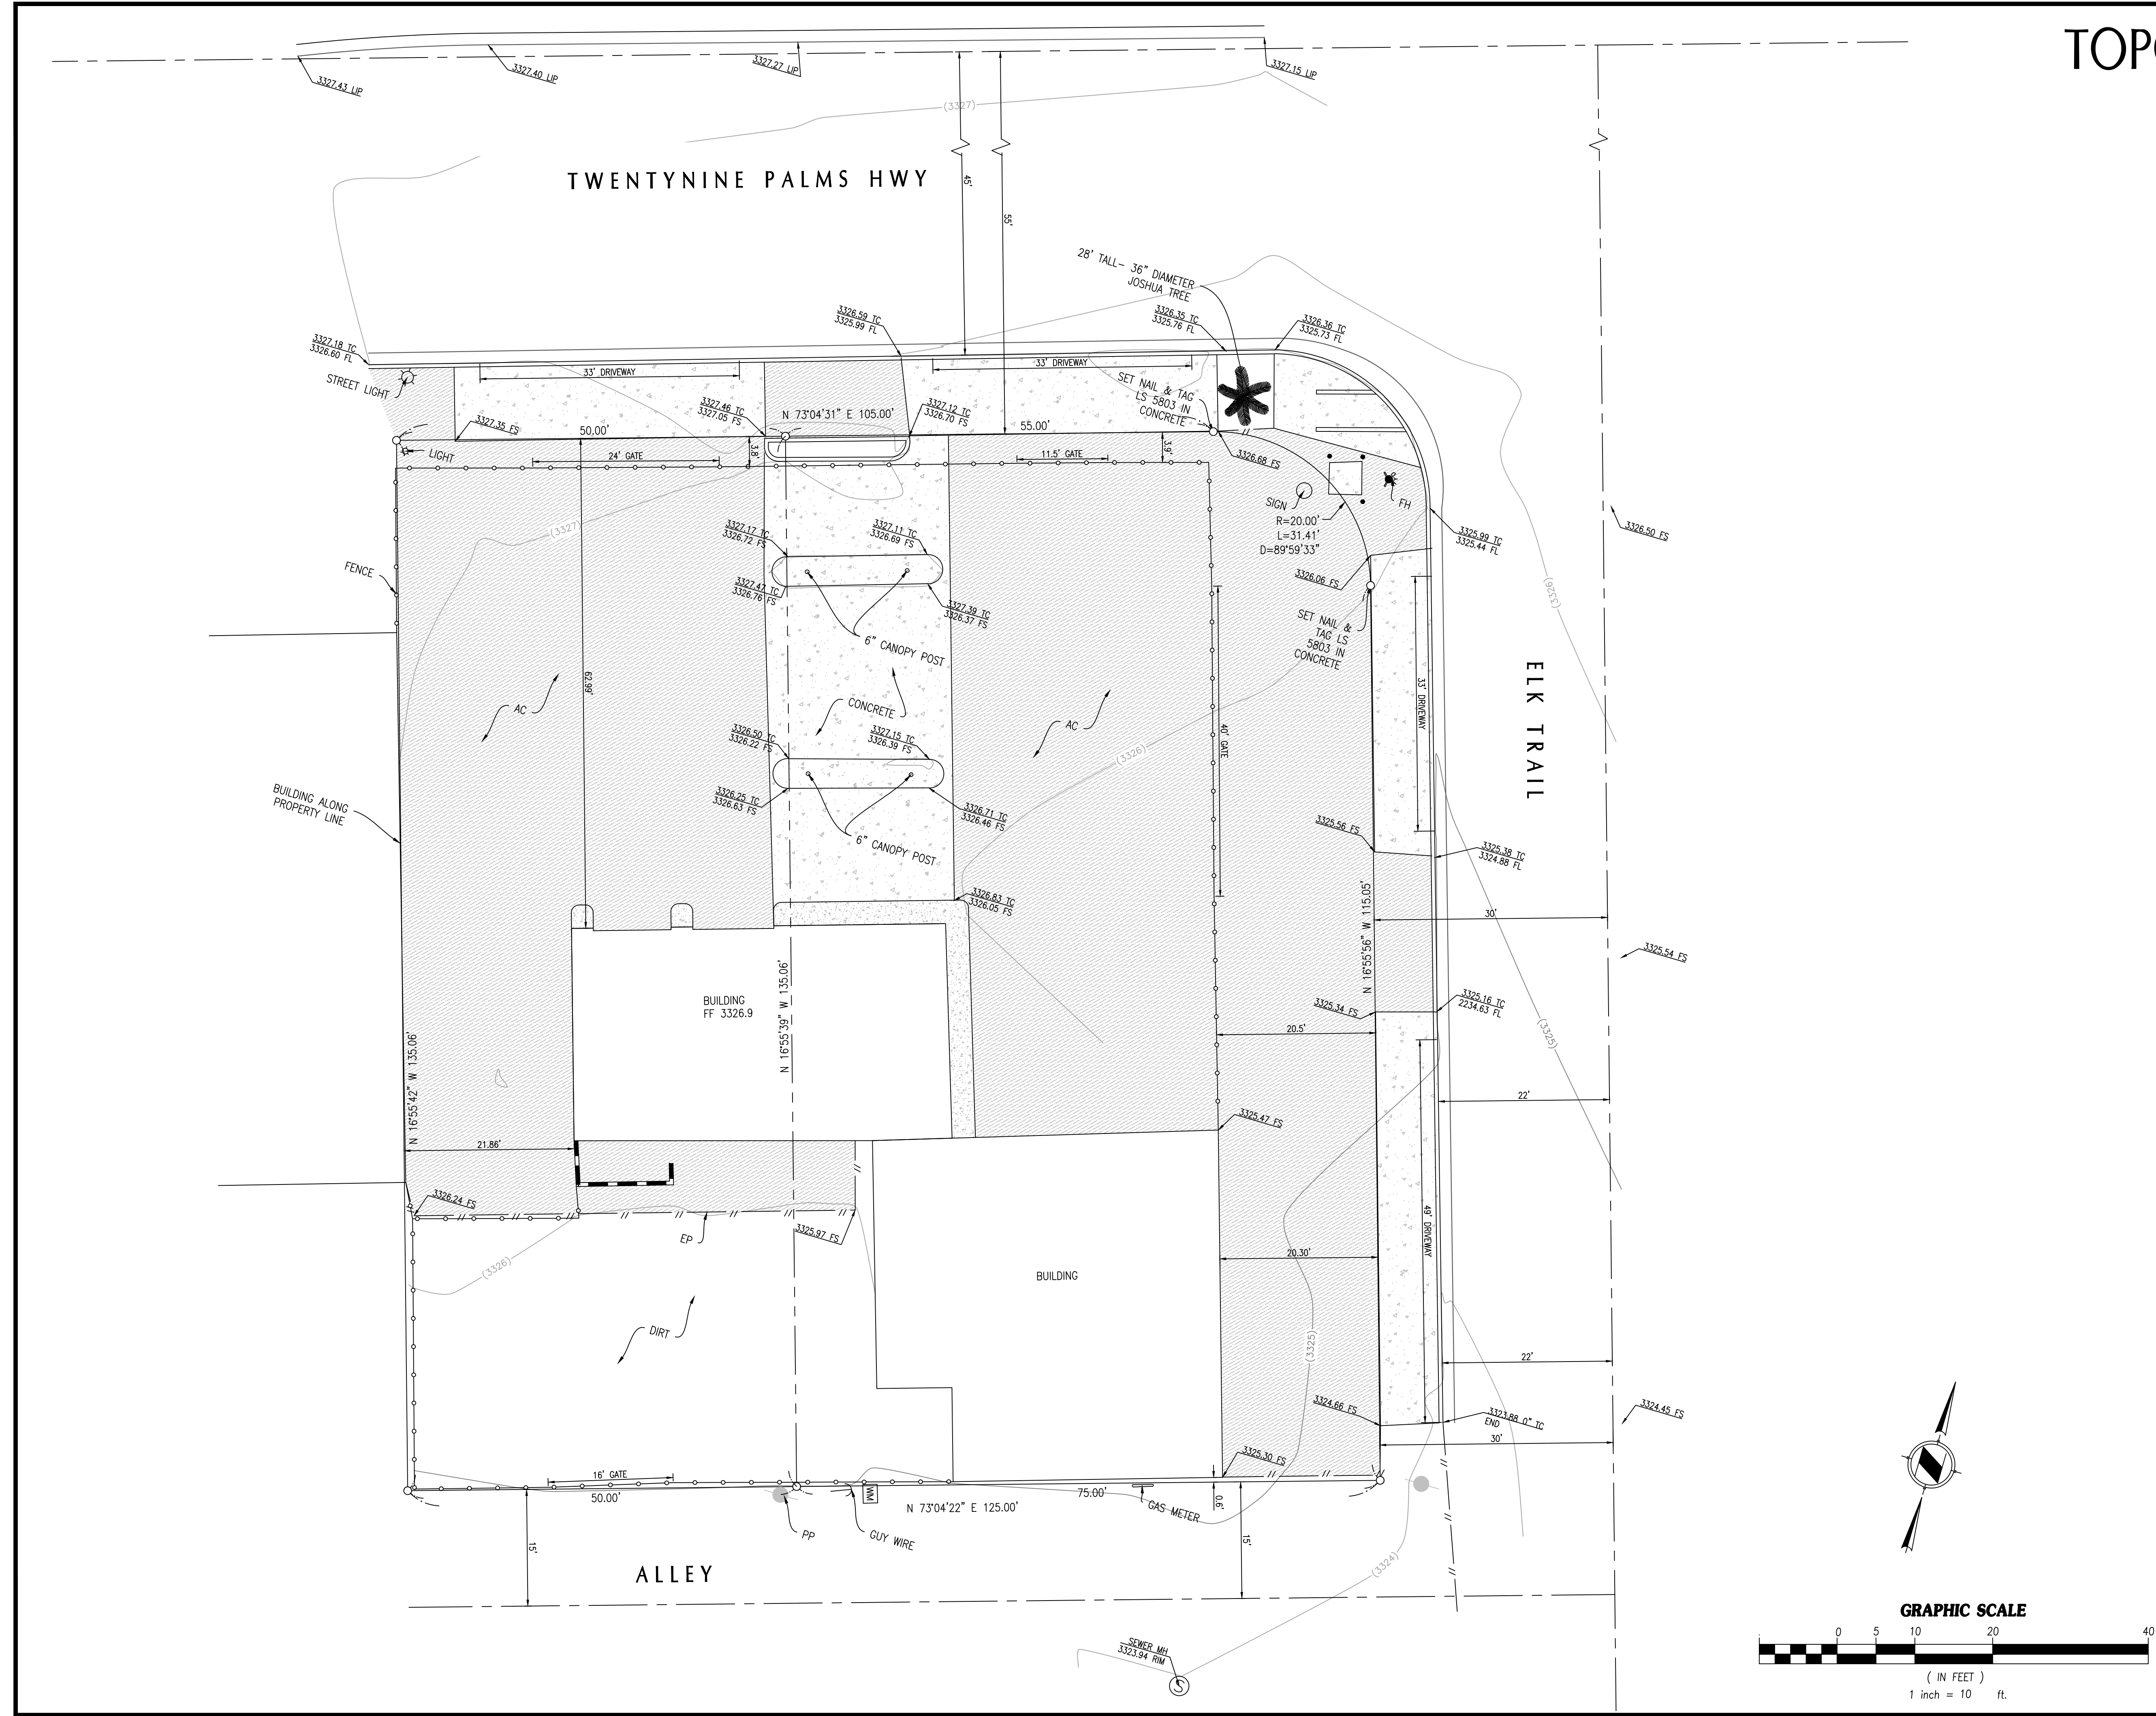 TOP
3327.43 LIP
3327.40 LIP
3327.27 LIP
3327.15 LIP
(3327)
TWENTYNINE PALMS HWY
45'
55'
28' TALL- 36" DIAMETER
JOSHUA TREE
3326.59 TC
3325.99 FL
3326.35 TC
3325.76 FL
3326.36 TC
3325.73 FL
3327.18 TC
3326.60 FL
STREET LIGHT
33' DRIVEWAY
33' DRIVEWAY
SET NAIL & TAG
LS 5803 IN
CONCRETE
3327.46 TC
3327.05 FS
N 73°04'31" E 105.00'
3327.12 TC
3326.70 FS
3327.35 FS
50.00'
55.00'
LIGHT
24' GATE
3.8'
11.5' GATE
3.9'
3326.68 FS
SIGN
FH
R=20.00'
L=31.41'
D=89°59'33"
3325.99 TC
3325.44 FL
3326.50 FS
(3327)
3327.17 TC
3326.72 FS
3327.11 TC
3326.69 FS
FENCE
3327.47 TC
3326.76 FS
3327.39 TC
3326.37 FS
3326.06 FS
(3326)
6" CANOPY POST
SET NAIL &
TAG LS
5803 IN
CONCRETE
62.99'
AC
CONCRETE
AC
33' DRIVEWAY
ELK TRAIL
3326.50 TC
3326.22 FS
3327.15 TC
3326.39 FS
40' GATE
(3326)
BUILDING ALONG
PROPERTY LINE
3326.25 TC
3326.63 FS
3326.71 TC
3326.46 FS
6" CANOPY POST
3325.56 FS
3325.38 TC
3324.88 FL
3326.83 TC
3326.05 FS
N 16°55'56" W 115.05'
30'
3325.54 FS
BUILDING
FF 3326.9
N 16°55'39" W 135.06'
3325.34 FS
3325.16 TC
2234.63 FL
20.5'
(3325)
N 16°55'42" W 135.06'
22'
21.86'
3325.47 FS
3326.24 FS
EP
3325.97 FS
49' DRIVEWAY
20.30'
(3326)
BUILDING
DIRT
(3325)
22'
3324.66 FS
3323.88 0" TC
END
3324.45 FS
30'
3325.30 FS
16' GATE
50.00'
WM
N 73°04'22" E 125.00'
75.00'
GAS METER
0.6'
PP
GUY WIRE
15'
15'
ALLEY
(3324)
SEWER MH
3323.94 RIM
S
GRAPHIC SCALE
0 5 10 20 40
( IN FEET )
1 inch = 10 ft.